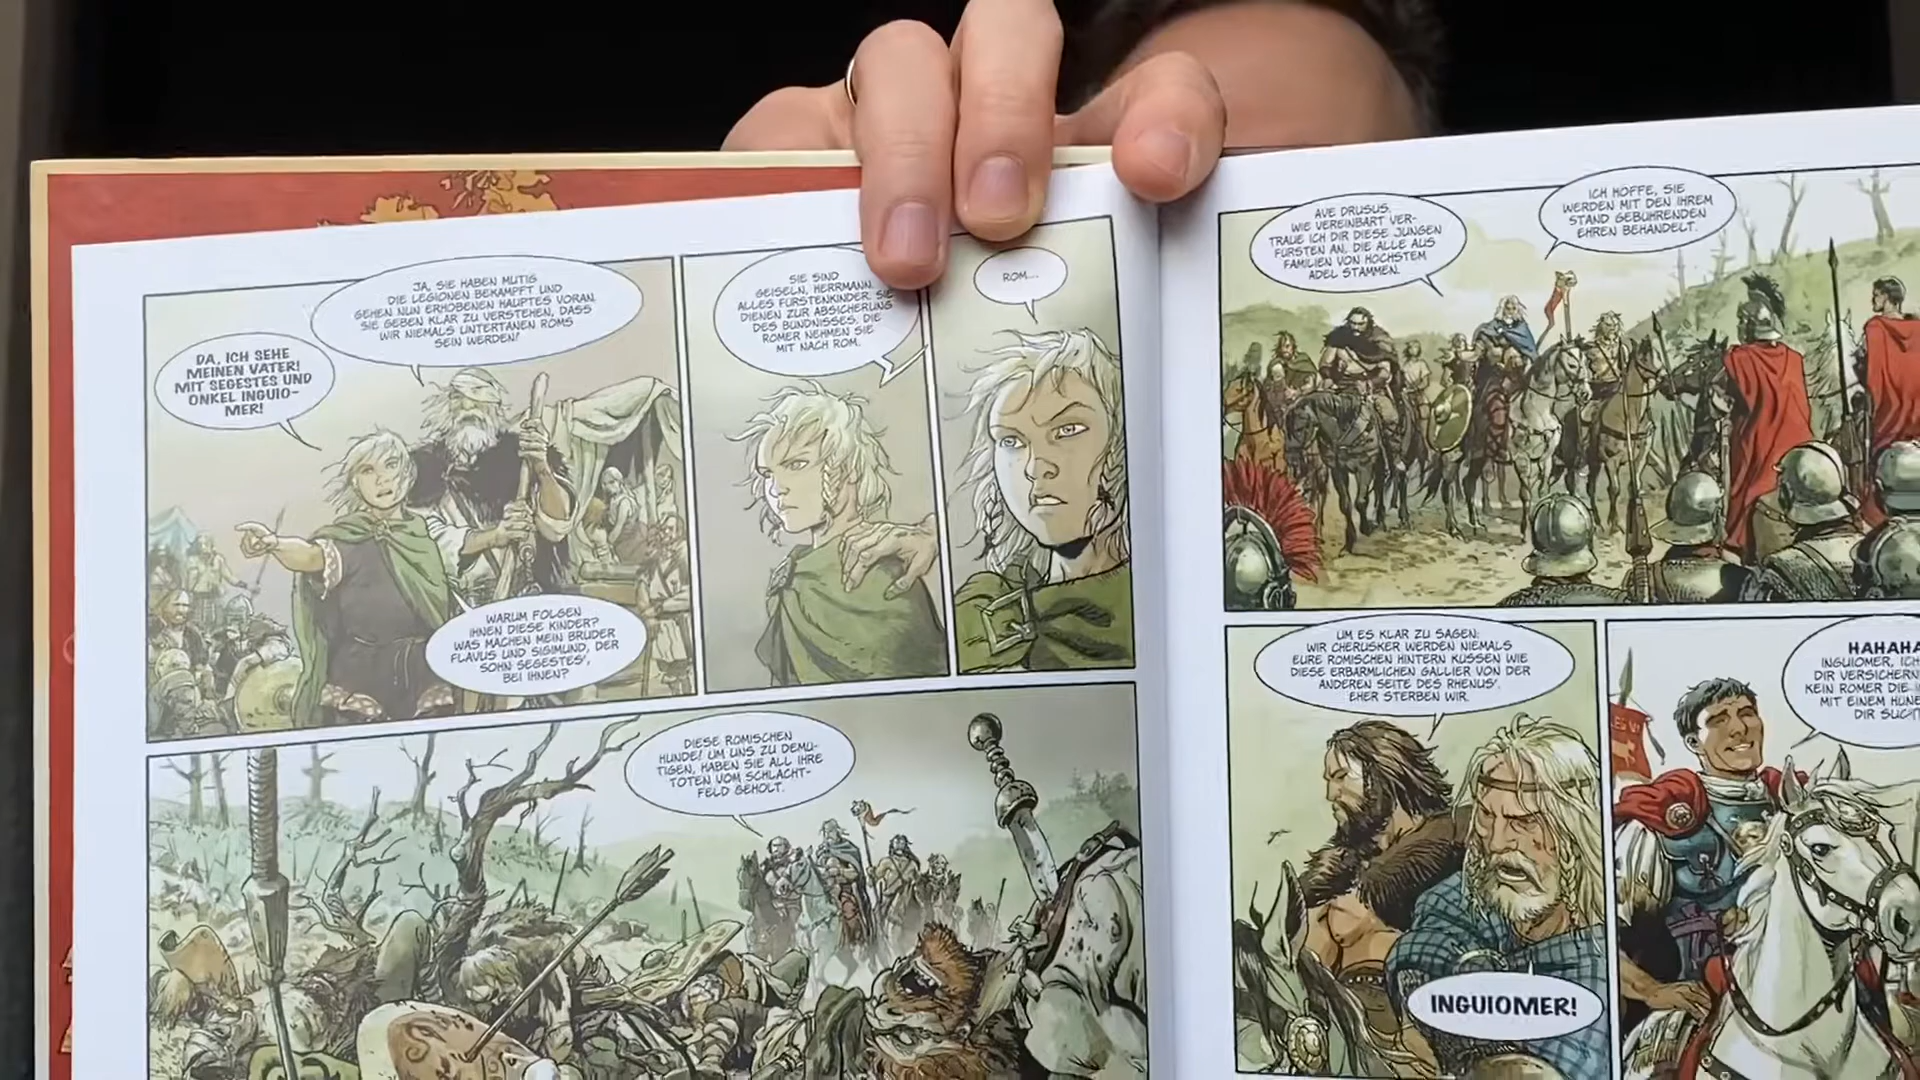 DA, ICH SEHE
MEINEN VATER!
MIT SEGESTES UND
ONKEL INGUIO-
MER!
JA, SIE HABEN MUTIG
DIE LEGIONEN BEKÄMPFT UND
GEHEN NUN ERHOBENEN HAUPTES VORAN.
SIE GEBEN KLAR ZU VERSTEHEN, DASS
WIR NIEMALS UNTERTANEN ROMS
SEIN WERDEN!
WARUM FOLGEN
IHNEN DIESE KINDER?
WAS MACHEN MEIN BRUDER
FLAVUS UND SIGIMUND, DER
SOHN SEGESTES',
BEI IHNEN?
SIE SIND
GEISELN, HERRMANN.
ALLES FÜRSTENKINDER. SIE
DIENEN ZUR ABSICHERUNG
DES BÜNDNISSES, DIE
RÖMER NEHMEN SIE
MIT NACH ROM.
ROM...
DIESE RÖMISCHEN
HUNDE! UM UNS ZU DEMÜ-
TIGEN, HABEN SIE ALL IHRE
TOTEN VOM SCHLACHT-
FELD GEHOLT.
AVE DRUSUS.
WIE VEREINBART VER-
TRAUE ICH DIR DIESE JUNGEN
FÜRSTEN AN, DIE ALLE AUS
FAMILIEN VON HÖCHSTEM
ADEL STAMMEN.
ICH HOFFE, SIE
WERDEN MIT DEN IHREM
STAND GEBÜHRENDEN
EHREN BEHANDELT.
UM ES KLAR ZU SAGEN:
WIR CHERUSKER WERDEN NIEMALS
EURE RÖMISCHEN HINTERN KÜSSEN WIE
DIESE ERBÄRMLICHEN GALLIER VON DER
ANDEREN SEITE DES RHENUS.
EHER STERBEN WIR.
INGUIOMER!
HAHAHA
INGUIOMER, ICH
DIR VERSICHERN
KEIN RÖMER DIE
MIT EINEM
DIR